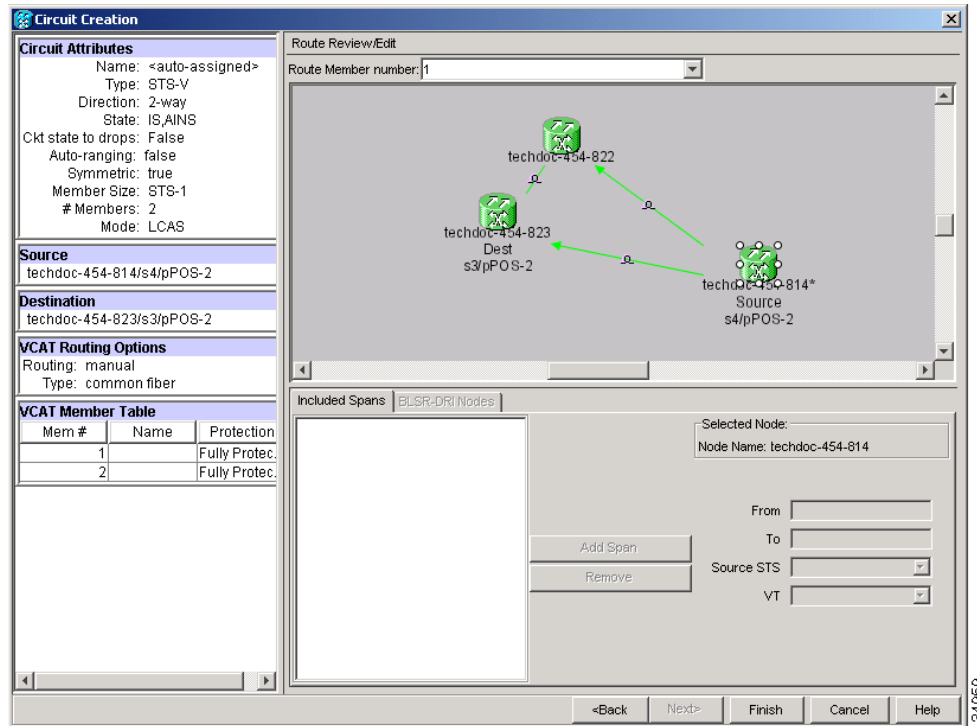 Circuit Creation
Circuit Attributes
Name: <auto-assigned>
Type: STS-V
Direction: 2-way
State: IS,AINS
Ckt state to drops: False
Auto-ranging: false
Symmetric: true
Member Size: STS-1
# Members: 2
Mode: LCAS
Source
techdoc-454-814/s4/pPOS-2
Destination
techdoc-454-823/s3/pPOS-2
VCAT Routing Options
Routing: manual
Type: common fiber
VCAT Member Table
Mem # Name Protection
1 Fully Protec.
2 Fully Protec.
Route Review/Edit
Route Member number: 1
techdoc-454-822
techdoc-454-823
Dest
s3/pPOS-2
techdoc-454-814*
Source
s4/pPOS-2
Included Spans BLSR-DRI Nodes
Selected Node:
Node Name: techdoc-454-814
From
To
Add Span
Source STS
Remove
VT
<Back Next> Finish Cancel Help